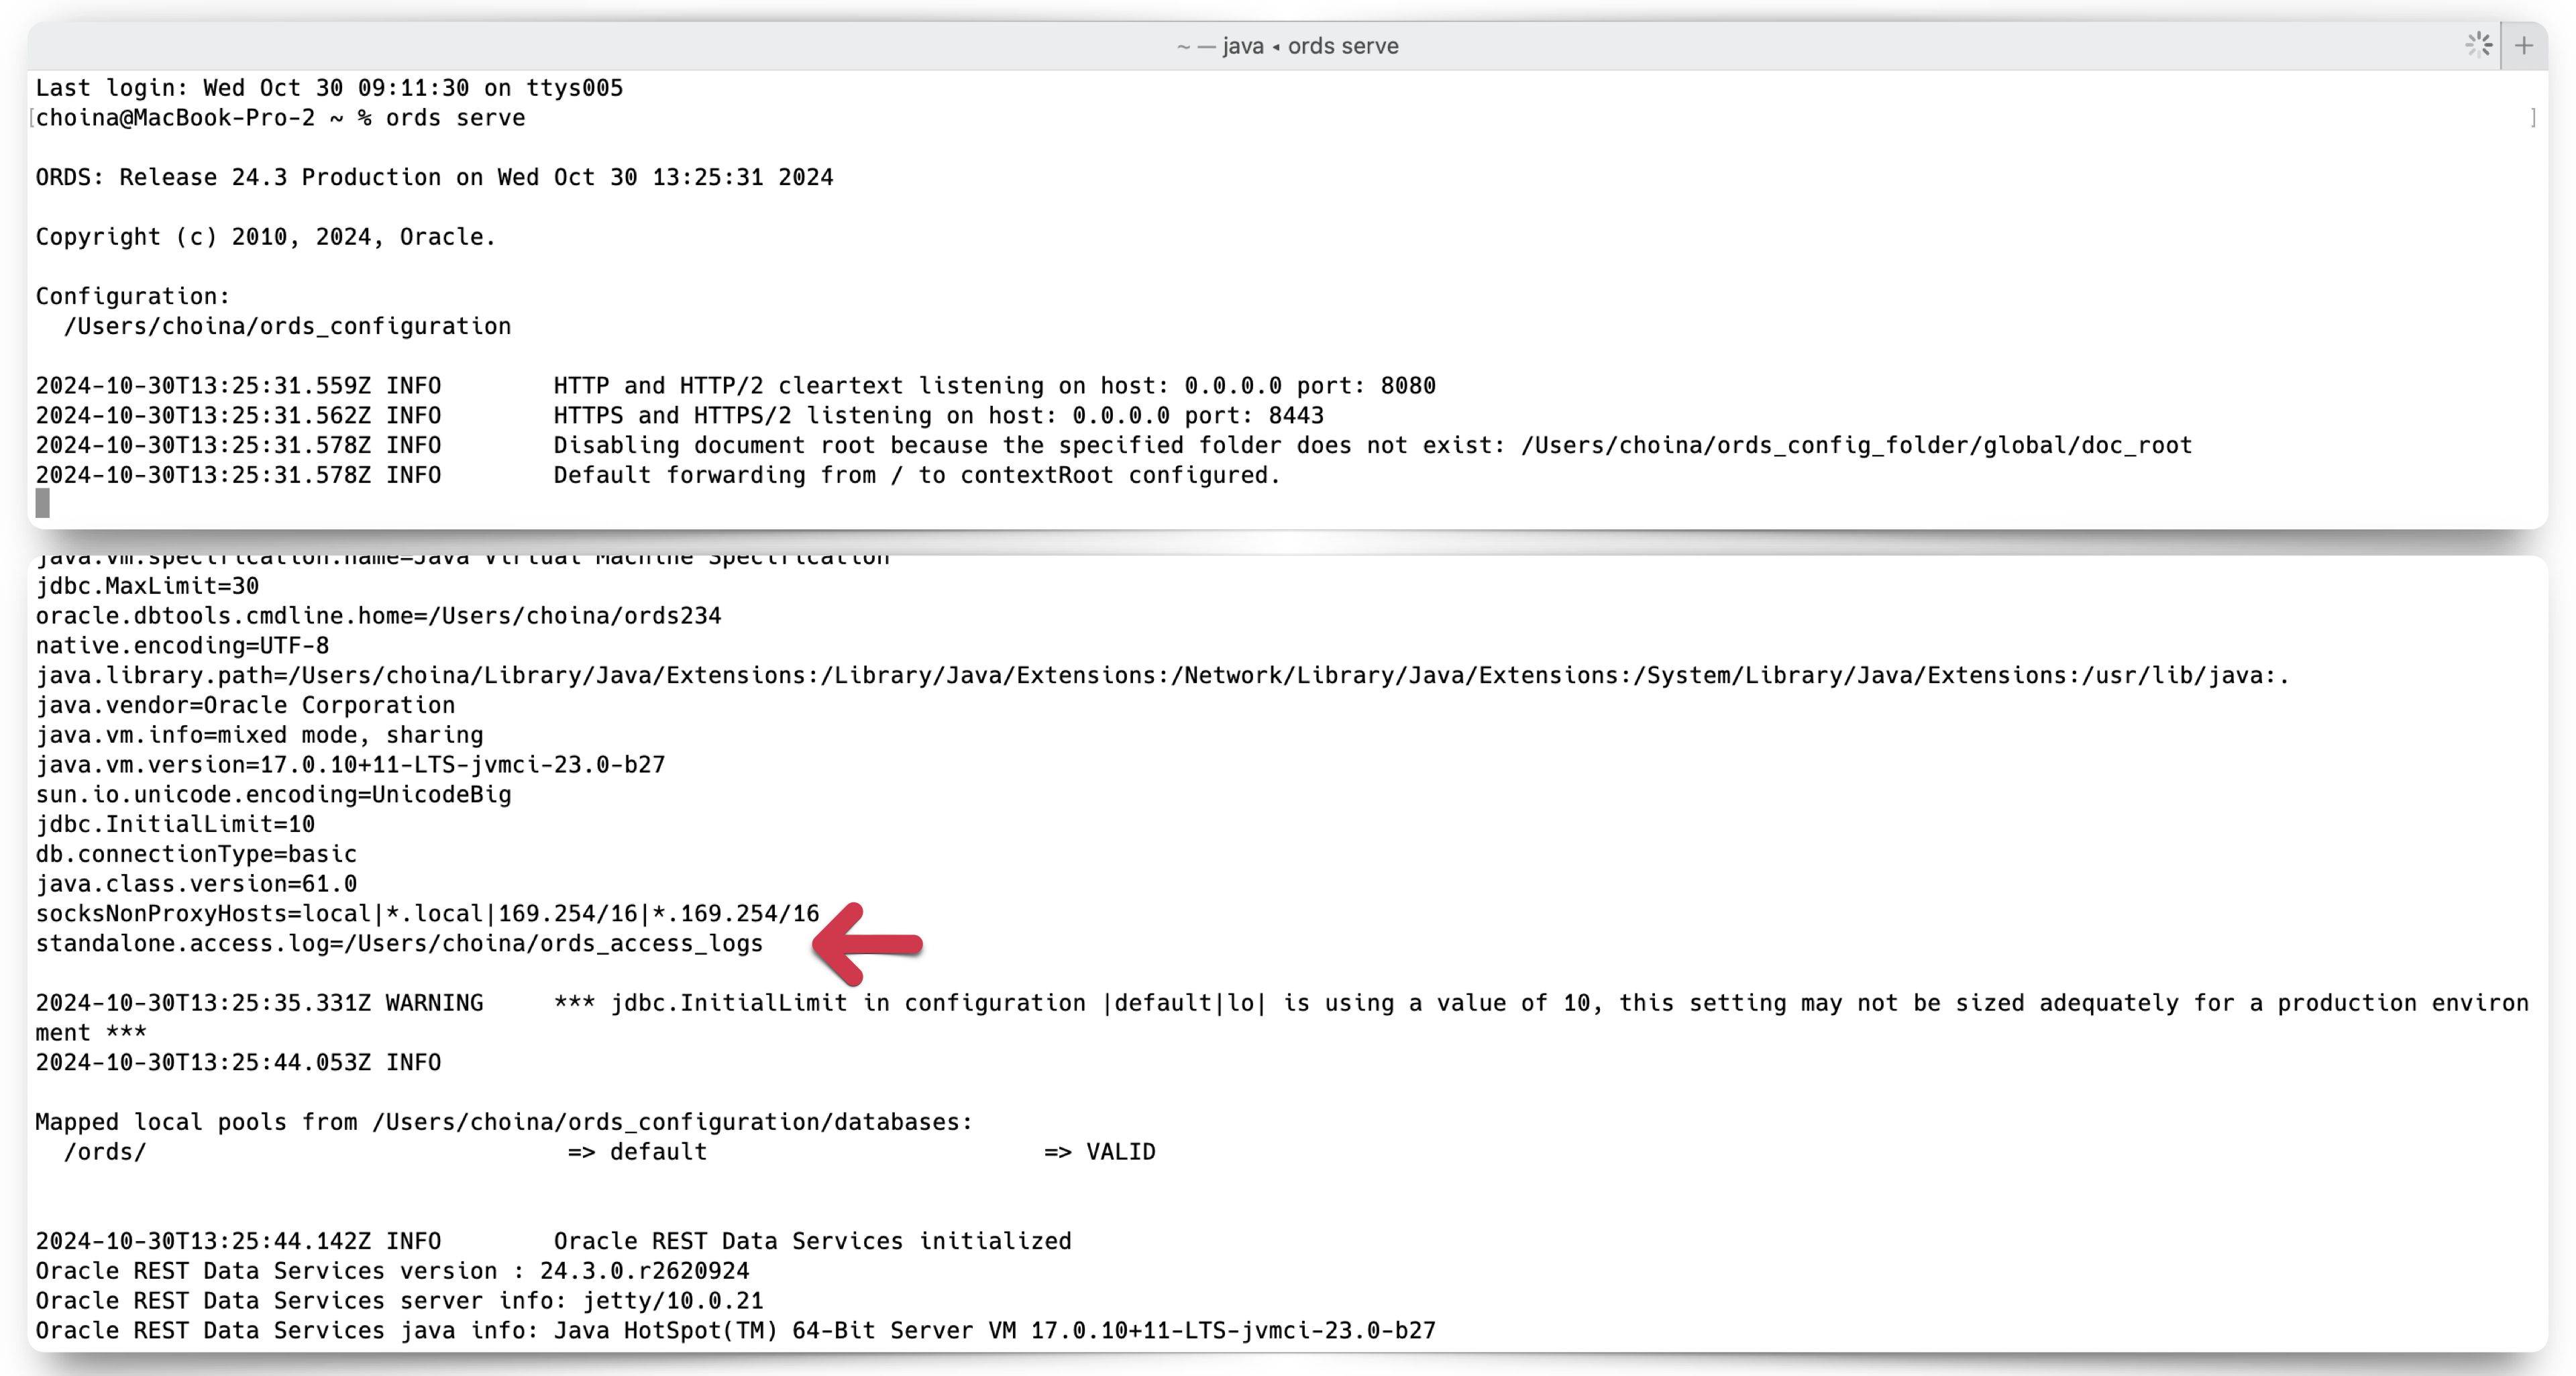 ~ — java ◂ ords serve
Last login: Wed Oct 30 09:11:30 on ttys005
[choina@MacBook-Pro-2 ~ % ords serve ]
ORDS: Release 24.3 Production on Wed Oct 30 13:25:31 2024
Copyright (c) 2010, 2024, Oracle.
Configuration:
/Users/choina/ords_configuration
2024-10-30T13:25:31.559Z INFO HTTP and HTTP/2 cleartext listening on host: 0.0.0.0 port: 8080
2024-10-30T13:25:31.562Z INFO HTTPS and HTTPS/2 listening on host: 0.0.0.0 port: 8443
2024-10-30T13:25:31.578Z INFO Disabling document root because the specified folder does not exist: /Users/choina/ords_config_folder/global/doc_root
2024-10-30T13:25:31.578Z INFO Default forwarding from / to contextRoot configured.
java.vm.specification.name=Java Virtual Machine Specification
jdbc.MaxLimit=30
oracle.dbtools.cmdline.home=/Users/choina/ords234
native.encoding=UTF-8
java.library.path=/Users/choina/Library/Java/Extensions:/Library/Java/Extensions:/Network/Library/Java/Extensions:/System/Library/Java/Extensions:/usr/lib/java:.
java.vendor=Oracle Corporation
java.vm.info=mixed mode, sharing
java.vm.version=17.0.10+11-LTS-jvmci-23.0-b27
sun.io.unicode.encoding=UnicodeBig
jdbc.InitialLimit=10
db.connectionType=basic
java.class.version=61.0
socksNonProxyHosts=local|*.local|169.254/16|*.169.254/16
standalone.access.log=/Users/choina/ords_access_logs
2024-10-30T13:25:35.331Z WARNING *** jdbc.InitialLimit in configuration |default|lo| is using a value of 10, this setting may not be sized adequately for a production environ
ment ***
2024-10-30T13:25:44.053Z INFO
Mapped local pools from /Users/choina/ords_configuration/databases:
/ords/ => default => VALID
2024-10-30T13:25:44.142Z INFO Oracle REST Data Services initialized
Oracle REST Data Services version : 24.3.0.r2620924
Oracle REST Data Services server info: jetty/10.0.21
Oracle REST Data Services java info: Java HotSpot(TM) 64-Bit Server VM 17.0.10+11-LTS-jvmci-23.0-b27